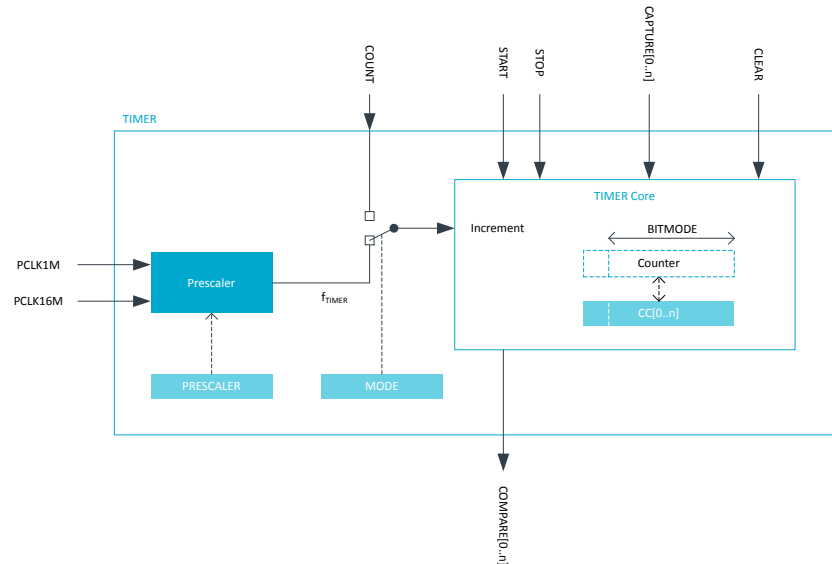 COUNT
START
STOP
CAPTURE[0..n]
CLEAR
TIMER
TIMER Core
Increment
BITMODE
Counter
CC[0..n]
PCLK1M
PCLK16M
Prescaler
fTIMER
PRESCALER
MODE
COMPARE[0..n]